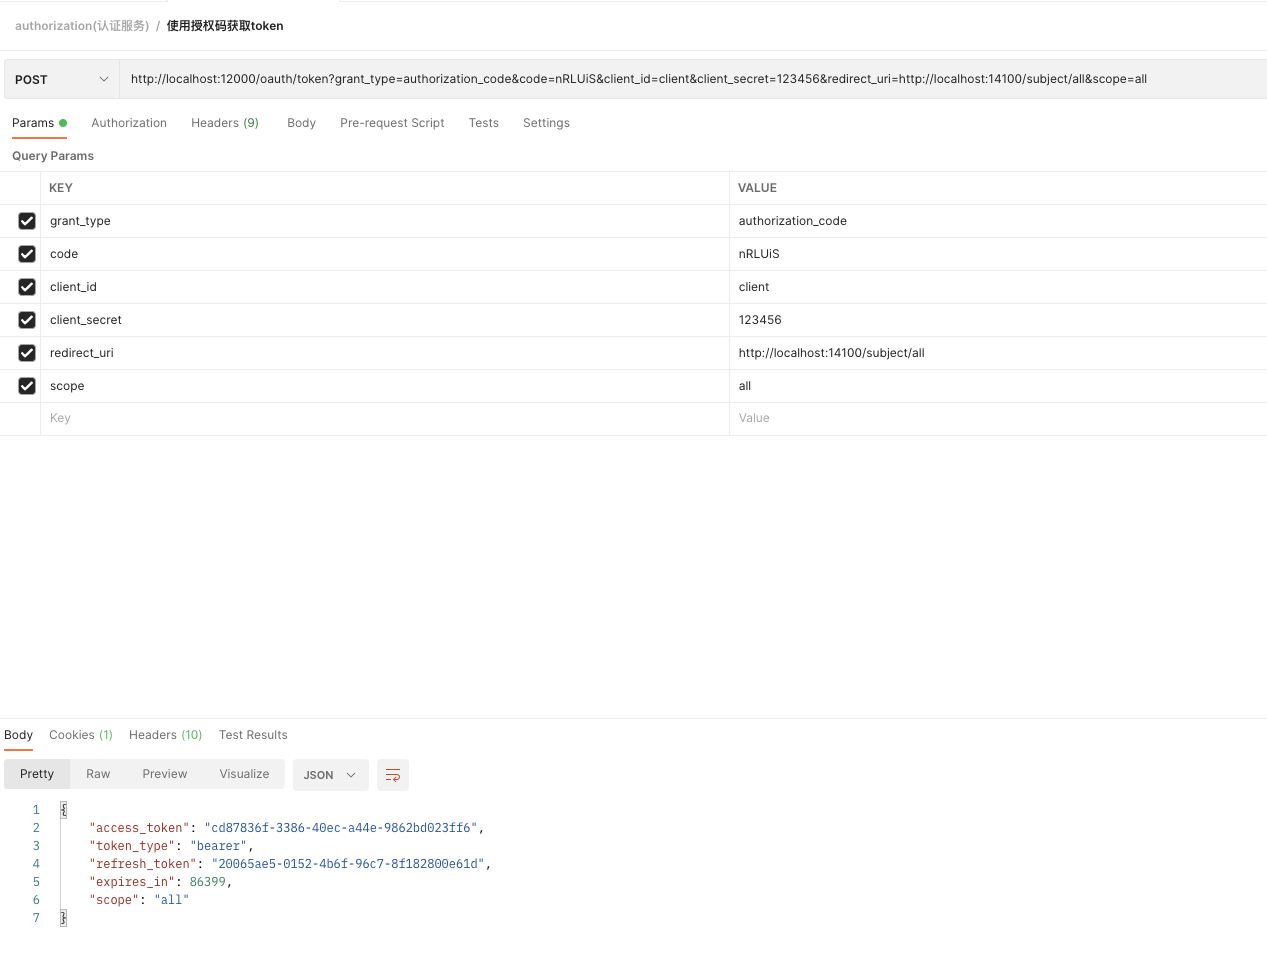 authorization(认证服务) / 使用授权码获取token
POST http://localhost:12000/oauth/token?grant_type=authorization_code&code=nRLUiS&client_id=client&client_secret=123456&redirect_uri=http://localhost:14100/subject/all&scope=all
Params Authorization Headers (9) Body Pre-request Script Tests Settings
Query Params
KEY VALUE
grant_type authorization_code
code nRLUiS
client_id client
client_secret 123456
redirect_uri http://localhost:14100/subject/all
scope all
Key Value
Body Cookies (1) Headers (10) Test Results
Pretty Raw Preview Visualize JSON
1 {
2 "access_token": "cd87836f-3386-40ec-a44e-9862bd023ff6",
3 "token_type": "bearer",
4 "refresh_token": "20065ae5-0152-4b6f-96c7-8f182800e61d",
5 "expires_in": 86399,
6 "scope": "all"
7 }